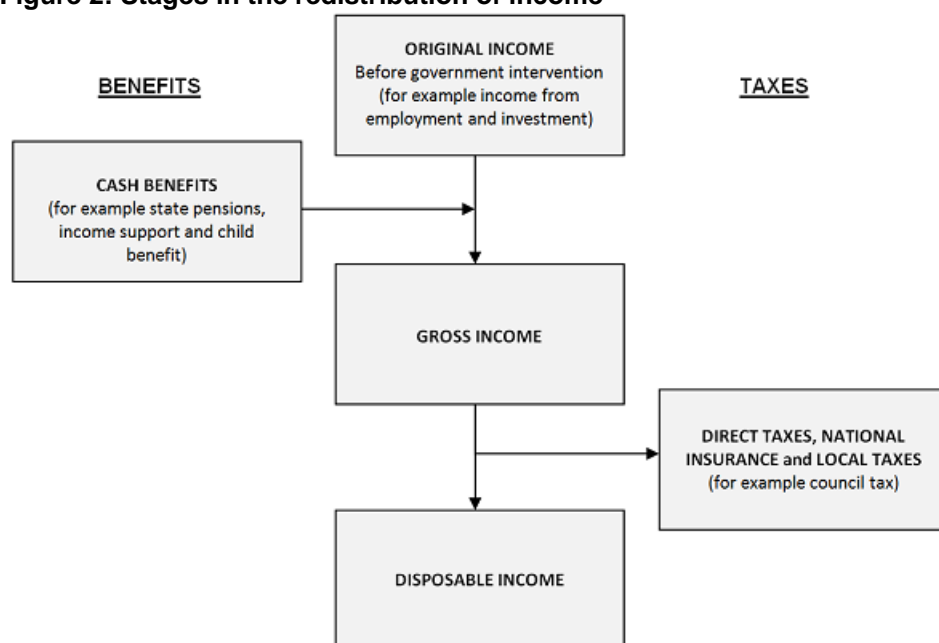 Figure 2: Stages in the redistribution of income
ORIGINAL INCOME
Before government intervention
(for example income from
employment and investment)
BENEFITS
TAXES
CASH BENEFITS
(for example state pensions,
income support and child
benefit)
GROSS INCOME
DIRECT TAXES, NATIONAL
INSURANCE and LOCAL TAXES
(for example council tax)
DISPOSABLE INCOME